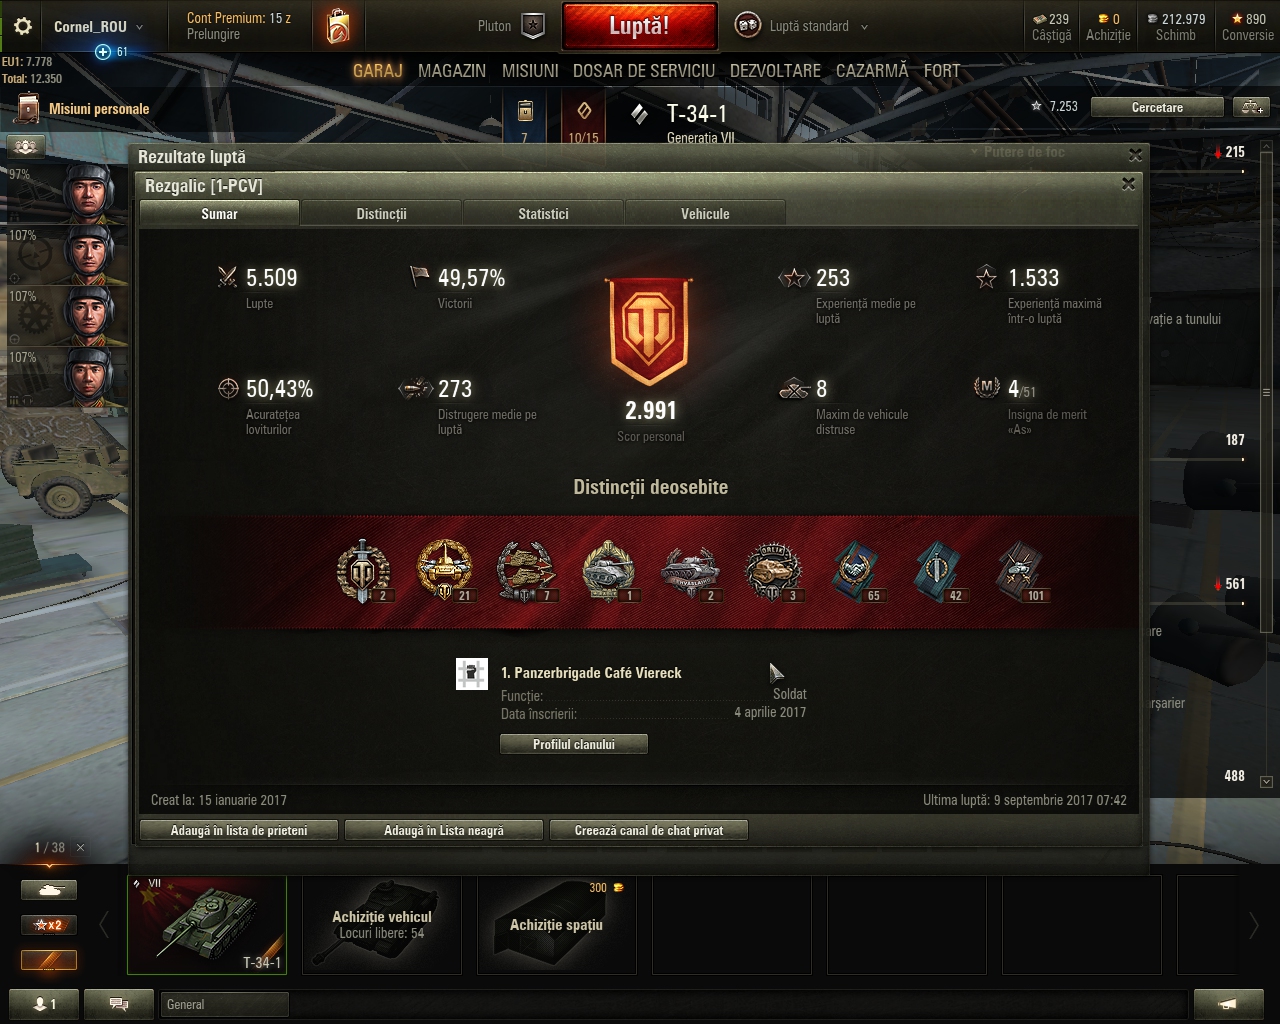 Cornel_ROU
61
Cont Premium: 15 z
Prelungire
Pluton
Luptă!
Luptă standard
239
Câștigă
0
Achiziție
212.979
Schimb
890
Conversie
EU1: 7.778
Total: 12.350
GARAJ MAGAZIN MISIUNI DOSAR DE SERVICIU DEZVOLTARE CAZARMĂ FORT
Misiuni personale
7
10/15
T-34-1
Generația VII
7.253
Cercetare
Rezultate luptă
Putere de foc
215
Rezgalic [1-PCV]
Sumar
Distincții
Statistici
Vehicule
97%
107%
107%
107%
5.509
Lupte
49,57%
Victorii
253
Experiență medie pe
luptă
1.533
Experiență maximă
într-o luptă
vație a tunului
50,43%
Acuratețea
loviturilor
273
Distrugere medie pe
luptă
2.991
Scor personal
8
Maxim de vehicule
distruse
M
4/51
Insigna de merit
«As»
187
Distincții deosebite
2
21
7
1
2
ORLIK
3
65
42
101
561
1. Panzerbrigade Café Viereck
Funcție:
Soldat
Data înscrierii:
4 aprilie 2017
Profilul clanului
488
Creat la: 15 ianuarie 2017
Ultima luptă: 9 septembrie 2017 07:42
Adaugă în lista de prieteni
Adaugă în Lista neagră
Creează canal de chat privat
1 / 38
x2
VII
T-34-1
Achiziție vehicul
Locuri libere: 54
300
Achiziție spațiu
1
General